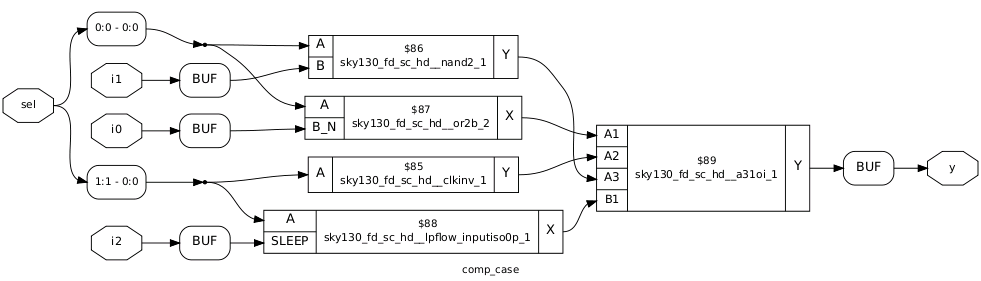 0:0 - 0:0
sel
i1
BUF
i0
BUF
1:1 - 0:0
i2
BUF
A
B
$86
sky130_fd_sc_hd__nand2_1
Y
A
B_N
$87
sky130_fd_sc_hd__or2b_2
X
A
$85
sky130_fd_sc_hd__clkinv_1
Y
A
SLEEP
$88
sky130_fd_sc_hd__lpflow_inputiso0p_1
X
A1
A2
A3
B1
$89
sky130_fd_sc_hd__a31oi_1
Y
BUF
y
comp_case